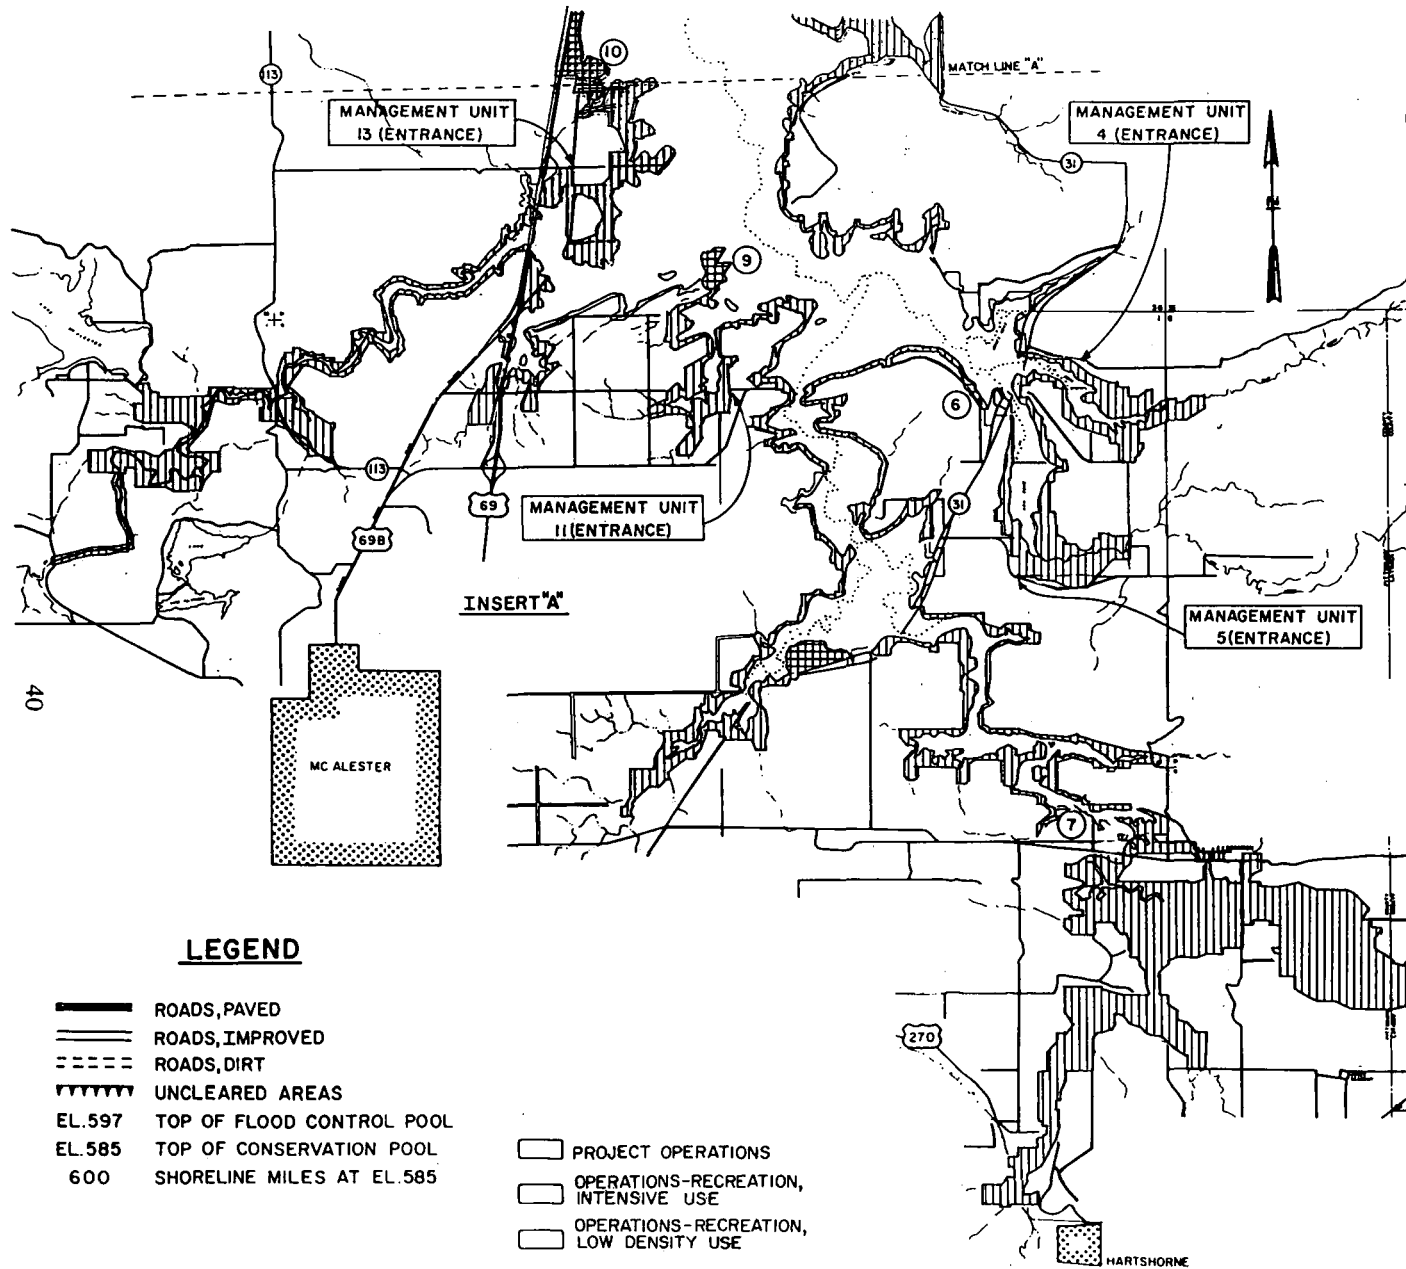 10
113
MATCH LINE "A"
MANAGEMENT UNIT
13 (ENTRANCE)
MANAGEMENT UNIT
4 (ENTRANCE)
31
9
6
113
69
31
MANAGEMENT UNIT
11 (ENTRANCE)
69B
INSERT "A"
MANAGEMENT UNIT
5 (ENTRANCE)
40
MC ALESTER
7
LEGEND
ROADS, PAVED
ROADS, IMPROVED
ROADS, DIRT
UNCLEARED AREAS
EL.597 TOP OF FLOOD CONTROL POOL
EL.585 TOP OF CONSERVATION POOL
600 SHORELINE MILES AT EL.585
270
PROJECT OPERATIONS
OPERATIONS-RECREATION,
INTENSIVE USE
OPERATIONS-RECREATION,
LOW DENSITY USE
HARTSHORNE